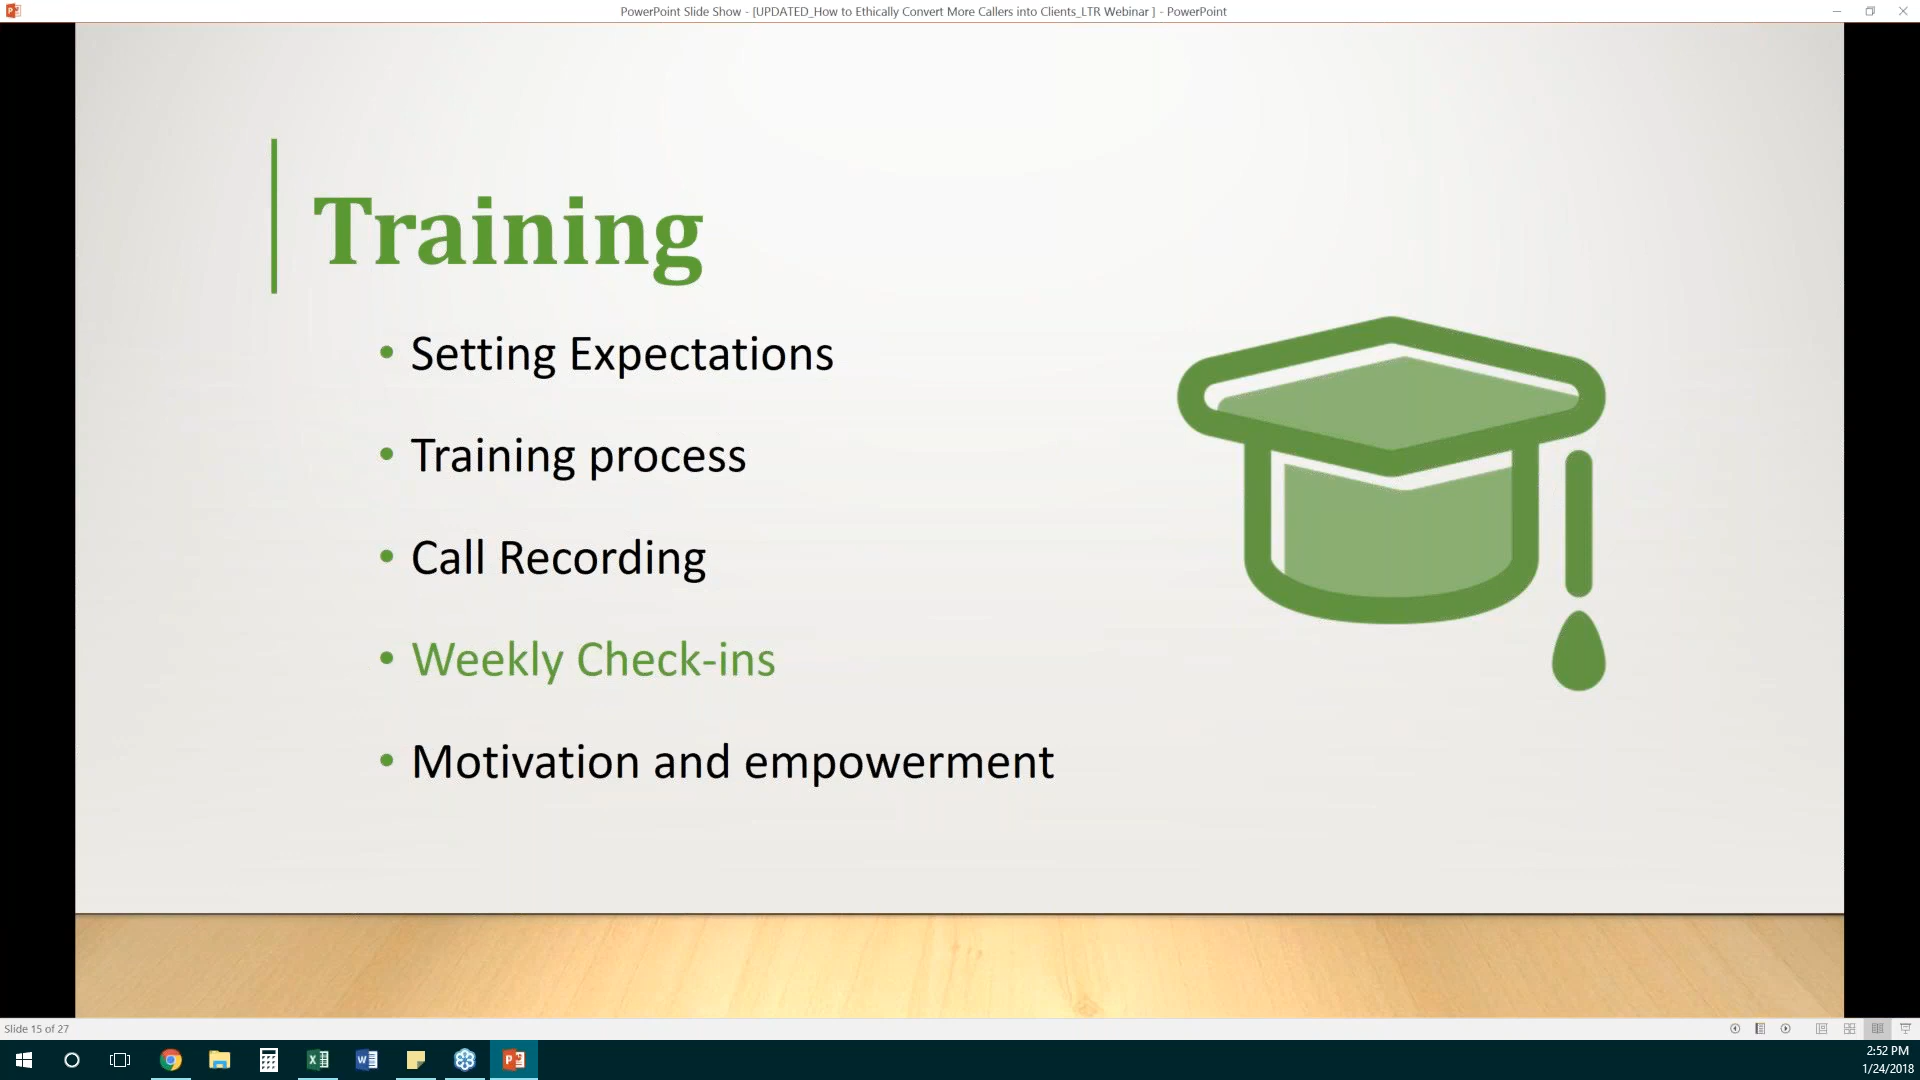 PowerPoint Slide Show - [UPDATED_How to Ethically Convert More Callers into Clients_LTR Webinar ] - PowerPoint
Training
• Setting Expectations
• Training process
• Call Recording
• Weekly Check-ins
• Motivation and empowerment
Slide 15 of 27
2:52 PM
1/24/2018